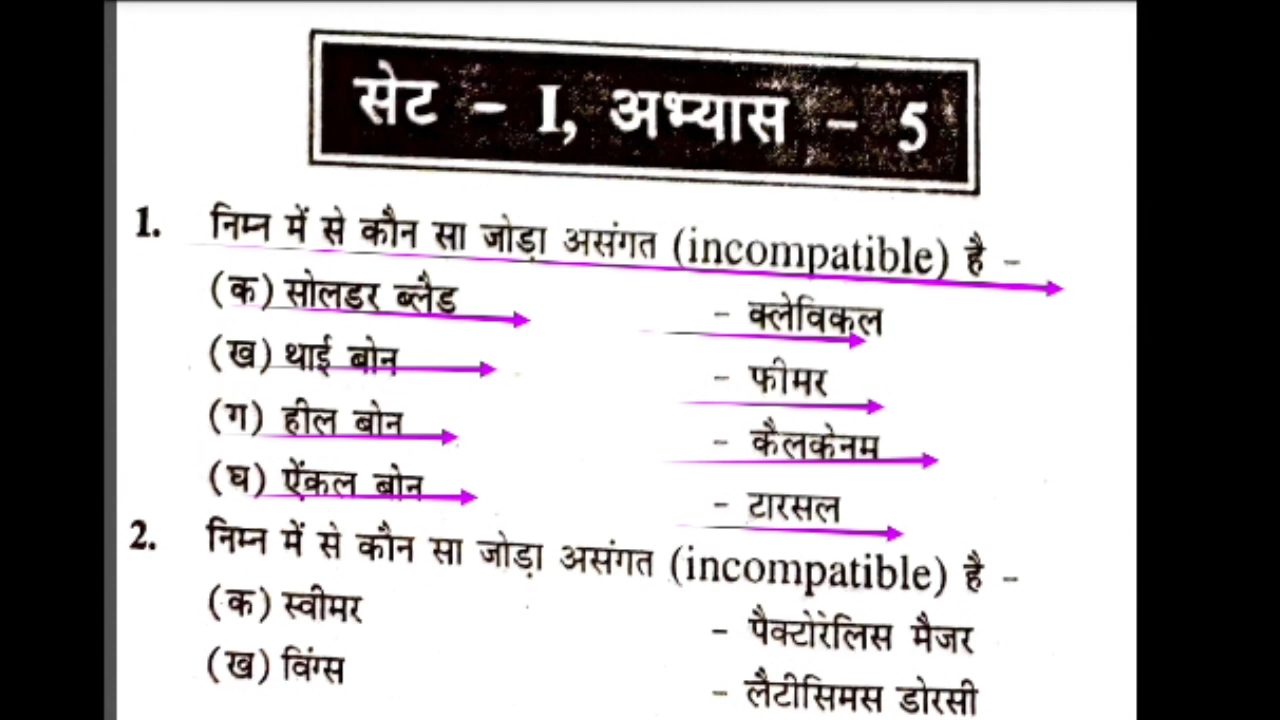 सेट - I, अभ्यास - 5
1. निम्न में से कौन सा जोड़ा असंगत (incompatible) है -
(क) सोलडर ब्लैड - क्लेविकल
(ख) थाई बोन - फीमर
(ग) हील बोन - कैलकेनम
(घ) ऐंकल बोन - टारसल
2. निम्न में से कौन सा जोड़ा असंगत (incompatible) है -
(क) स्वीमर - पैक्टोरेलिस मैजर
(ख) विंग्स - लैटीसिमस डोरसी